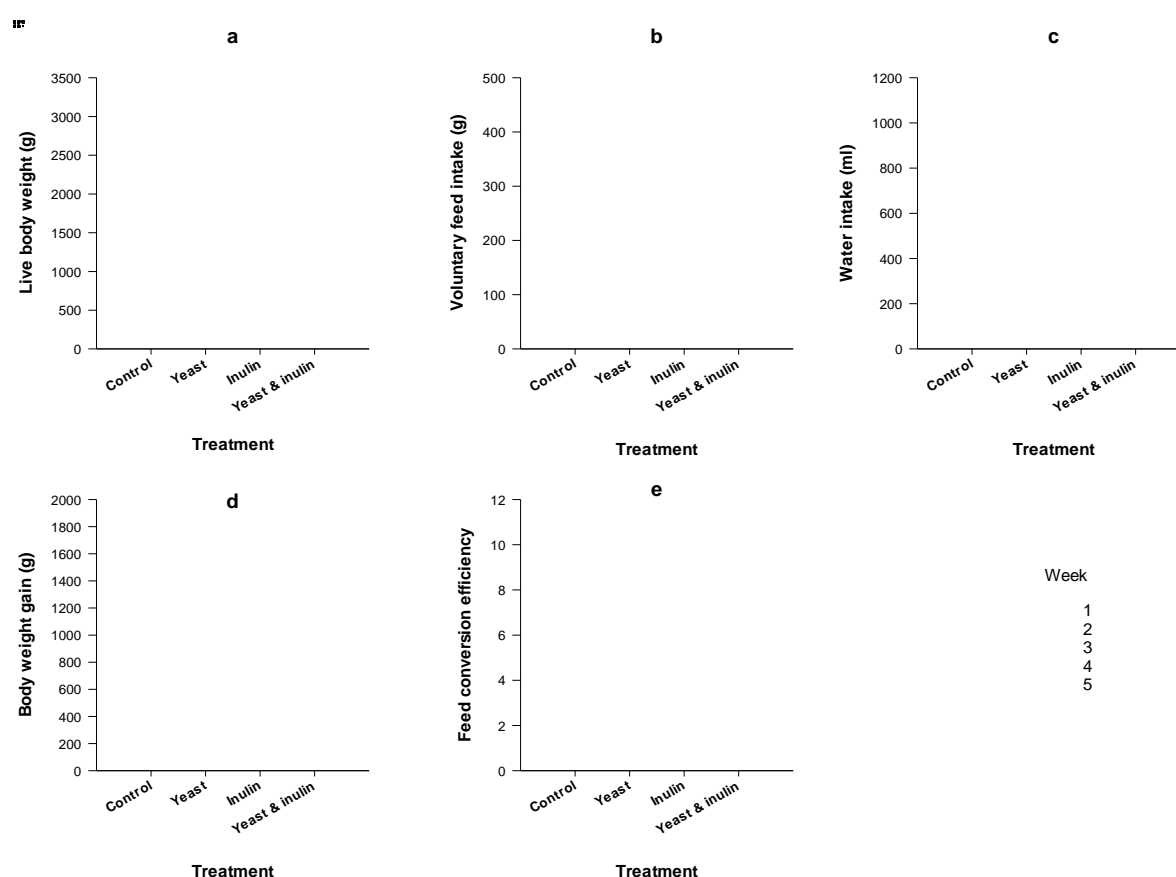 a
Live body weight (g)
3500
3000
2500
2000
1500
1000
500
0
Control
Yeast
Inulin
Yeast & inulin
Treatment
b
Voluntary feed intake (g)
500
400
300
200
100
0
Control
Yeast
Inulin
Yeast & inulin
Treatment
c
Water intake (ml)
1200
1000
800
600
400
200
0
Control
Yeast
Inulin
Yeast & inulin
Treatment
d
Body weight gain (g)
2000
1800
1600
1400
1200
1000
800
600
400
200
0
Control
Yeast
Inulin
Yeast & inulin
Treatment
e
Feed conversion efficiency
12
10
8
6
4
2
0
Control
Yeast
Inulin
Yeast & inulin
Treatment
Week
1
2
3
4
5